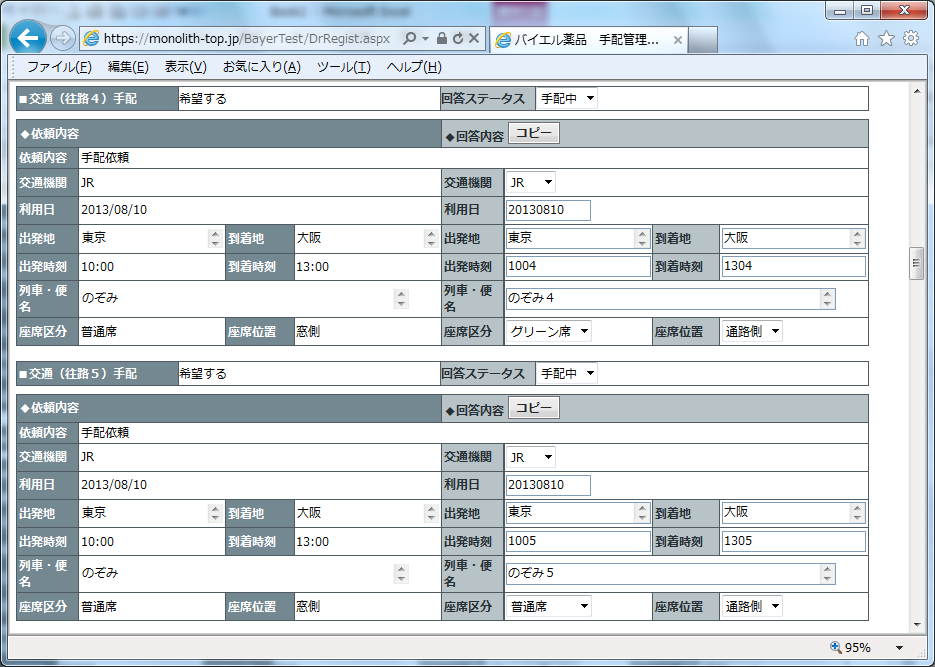 https://monolith-top.jp/BayerTest/DrRegist.aspx
バイエル薬品　手配管理...
ファイル(F) 編集(E) 表示(V) お気に入り(A) ツール(T) ヘルプ(H)
■交通（往路４）手配 希望する 回答ステータス 手配中
◆依頼内容 ◆回答内容 コピー
依頼内容 手配依頼
交通機関 JR 交通機関 JR
利用日 2013/08/10 利用日 20130810
出発地 東京 到着地 大阪 出発地 東京 到着地 大阪
出発時刻 10:00 到着時刻 13:00 出発時刻 1004 到着時刻 1304
列車・便名 のぞみ 列車・便名 のぞみ４
座席区分 普通席 座席位置 窓側 座席区分 グリーン席 座席位置 通路側
■交通（往路５）手配 希望する 回答ステータス 手配中
◆依頼内容 ◆回答内容 コピー
依頼内容 手配依頼
交通機関 JR 交通機関 JR
利用日 2013/08/10 利用日 20130810
出発地 東京 到着地 大阪 出発地 東京 到着地 大阪
出発時刻 10:00 到着時刻 13:00 出発時刻 1005 到着時刻 1305
列車・便名 のぞみ 列車・便名 のぞみ５
座席区分 普通席 座席位置 窓側 座席区分 普通席 座席位置 通路側
95%